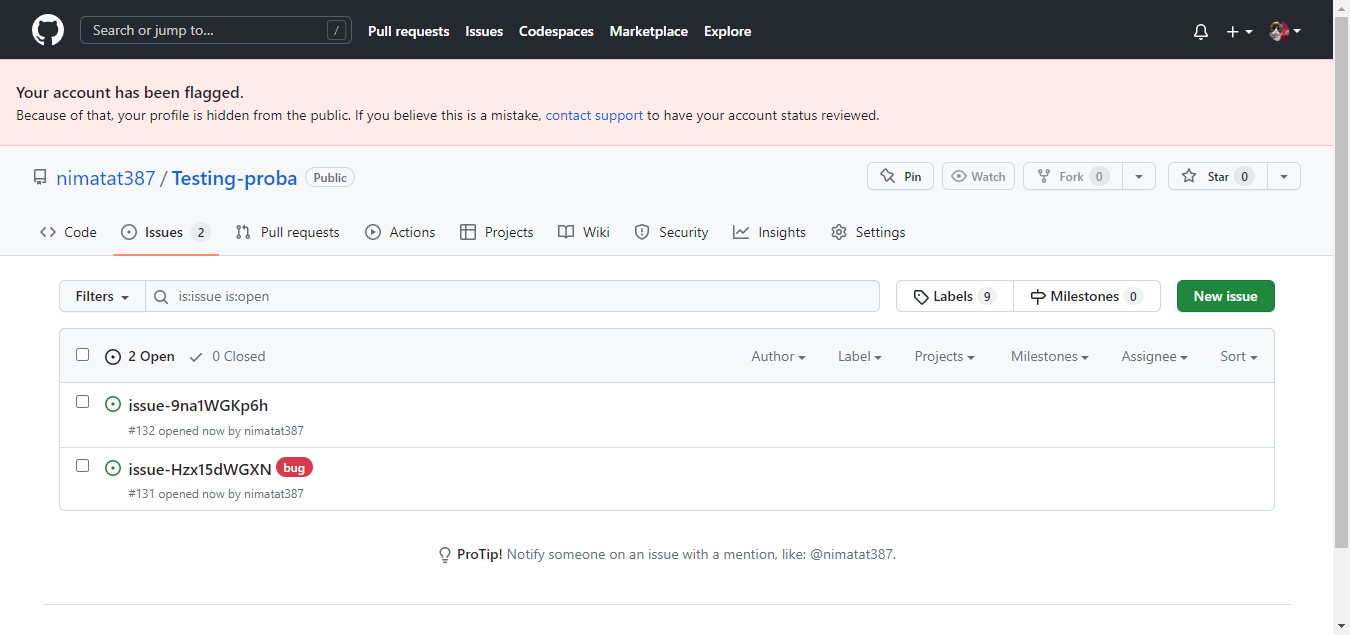 Search or jump to... / Pull requests Issues Codespaces Marketplace Explore
Your account has been flagged.
Because of that, your profile is hidden from the public. If you believe this is a mistake, contact support to have your account status reviewed.
nimatat387 / Testing-proba Public Pin Watch Fork 0 Star 0
Code Issues 2 Pull requests Actions Projects Wiki Security Insights Settings
Filters is:issue is:open Labels 9 Milestones 0 New issue
2 Open 0 Closed Author Label Projects Milestones Assignee Sort
issue-9na1WGKp6h
#132 opened now by nimatat387
issue-Hzx15dWGXN bug
#131 opened now by nimatat387
ProTip! Notify someone on an issue with a mention, like: @nimatat387.